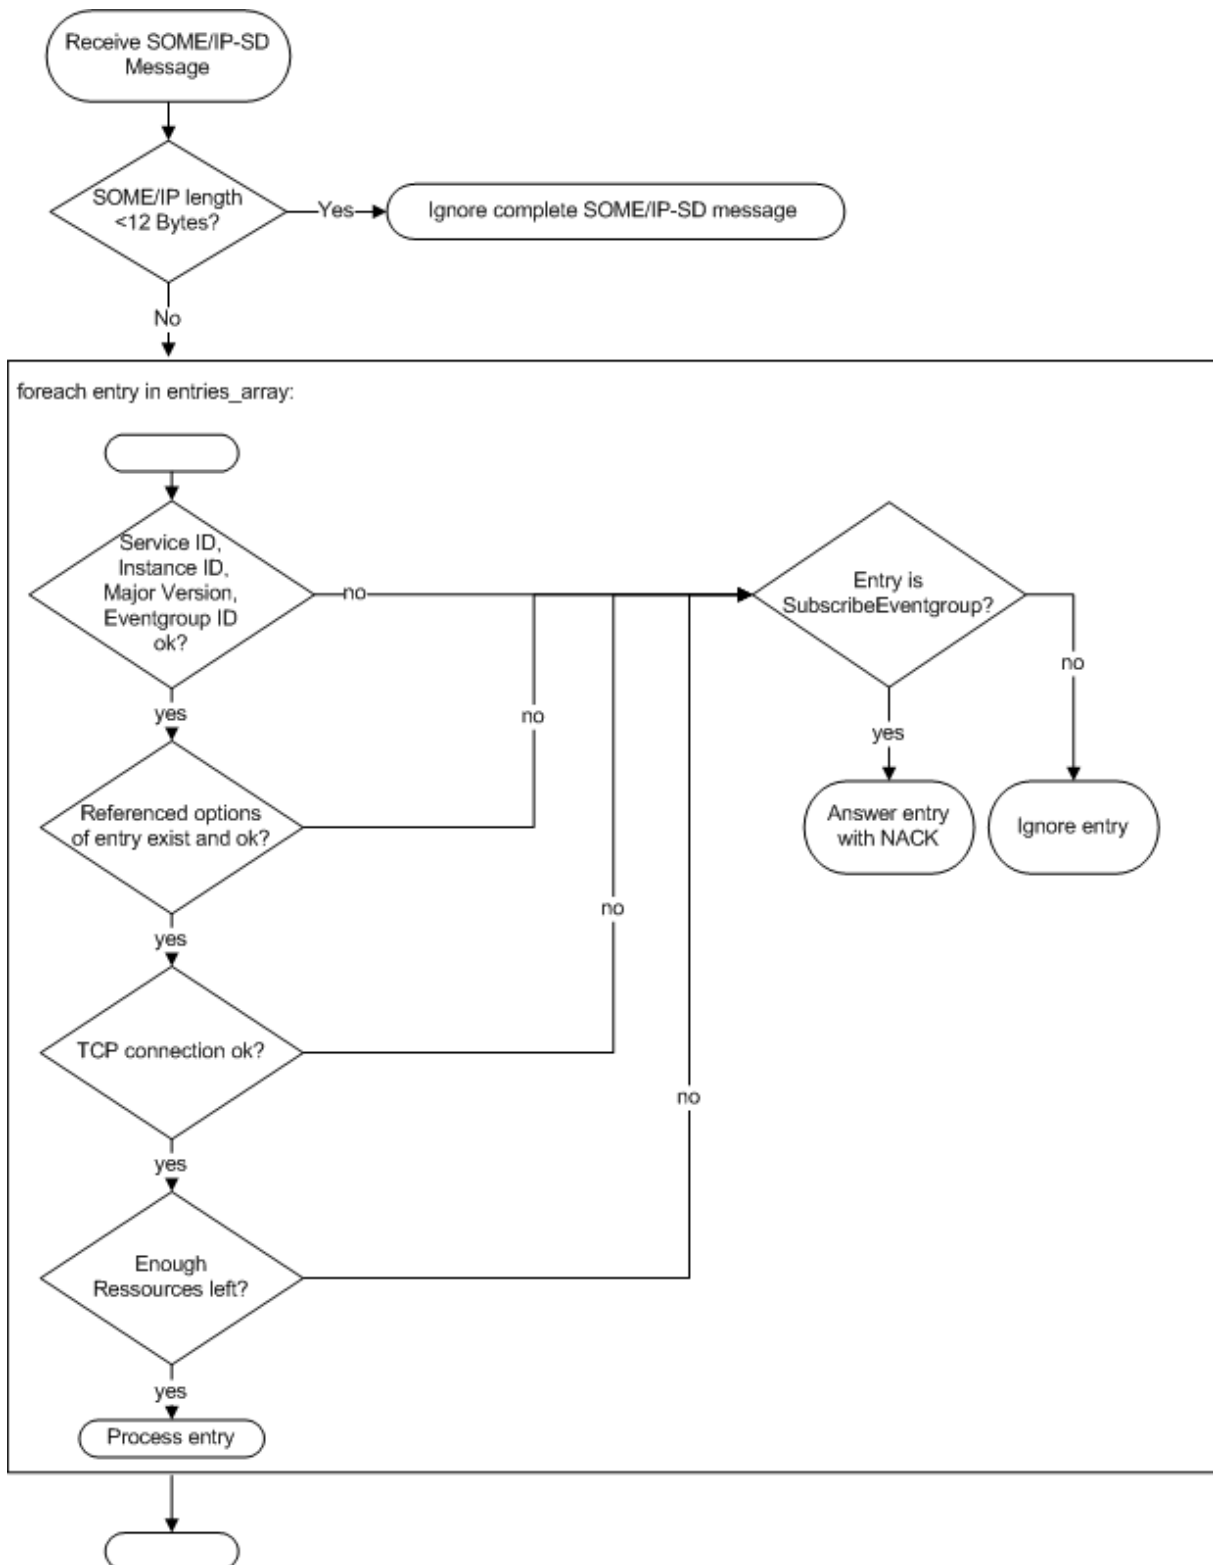 Receive SOME/IP-SD
Message
SOME/IP length
<12 Bytes?
Yes
Ignore complete SOME/IP-SD message
No
foreach entry in entries_array:
Service ID,
Instance ID,
Major Version,
Eventgroup ID
ok?
no
Entry is
SubscribeEventgroup?
no
yes
yes
no
Referenced options
of entry exist and ok?
Answer entry
with NACK
Ignore entry
no
yes
TCP connection ok?
no
yes
Enough
Ressources left?
yes
Process entry